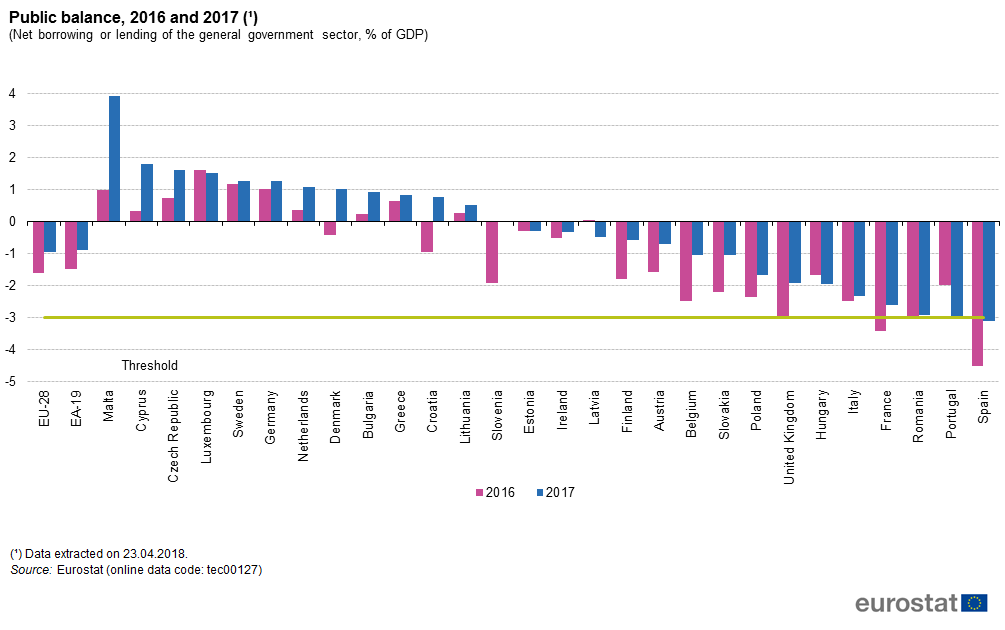 Public balance, 2016 and 2017 (¹)
(Net borrowing or lending of the general government sector, % of GDP)
4
3
2
1
0
-1
-2
-3
-4
-5
Threshold
EU-28
EA-19
Malta
Cyprus
Czech Republic
Luxembourg
Sweden
Germany
Netherlands
Denmark
Bulgaria
Greece
Croatia
Lithuania
Slovenia
Estonia
Ireland
Latvia
Finland
Austria
Belgium
Slovakia
Poland
United Kingdom
Hungary
Italy
France
Romania
Portugal
Spain
2016 2017
(¹) Data extracted on 23.04.2018.
Source: Eurostat (online data code: tec00127)
eurostat